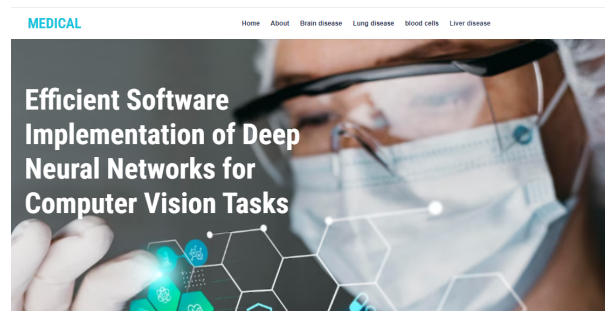 MEDICAL
Home About Brain disease Lung disease blood cells Liver disease
Efficient Software
Implementation of Deep
Neural Networks for
Computer Vision Tasks